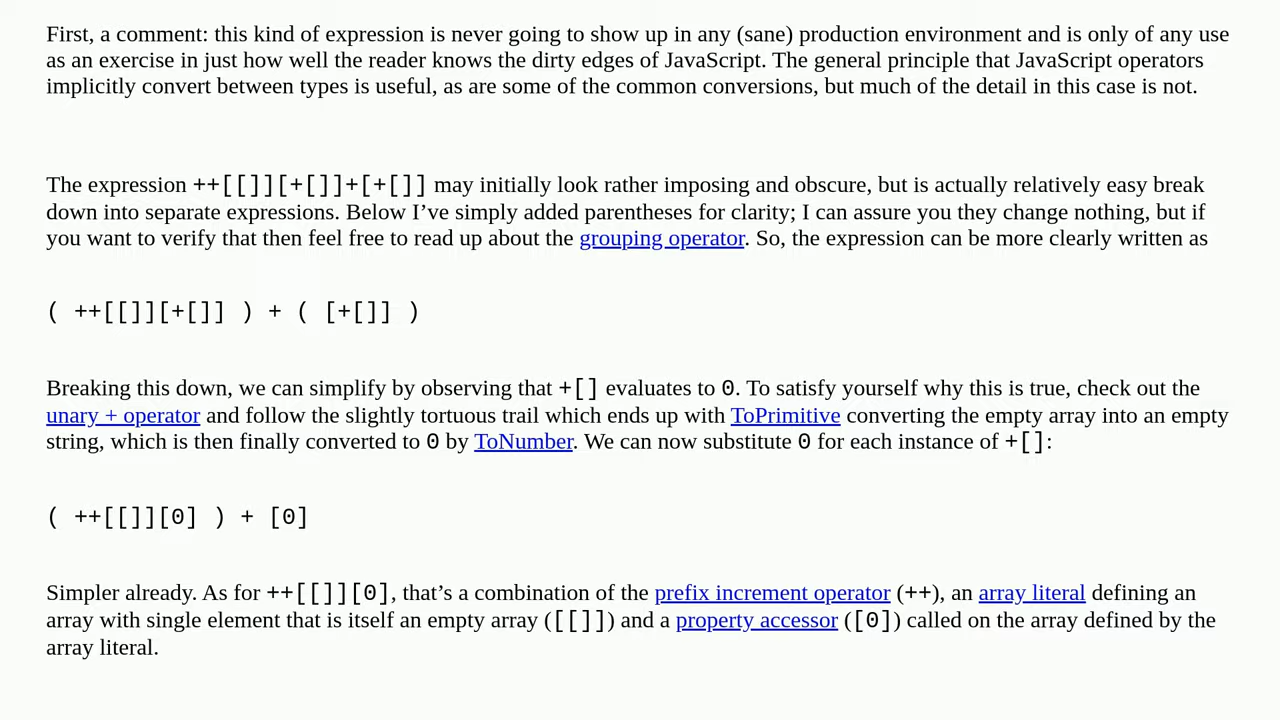 First, a comment: this kind of expression is never going to show up in any (sane) production environment and is only of any use
as an exercise in just how well the reader knows the dirty edges of JavaScript. The general principle that JavaScript operators
implicitly convert between types is useful, as are some of the common conversions, but much of the detail in this case is not.
The expression ++[[]][+[]]+[+[]] may initially look rather imposing and obscure, but is actually relatively easy break
down into separate expressions. Below I’ve simply added parentheses for clarity; I can assure you they change nothing, but if
you want to verify that then feel free to read up about the grouping operator. So, the expression can be more clearly written as
( ++[[]][+[]] ) + ( [+[]] )
Breaking this down, we can simplify by observing that +[] evaluates to 0. To satisfy yourself why this is true, check out the
unary + operator and follow the slightly tortuous trail which ends up with ToPrimitive converting the empty array into an empty
string, which is then finally converted to 0 by ToNumber. We can now substitute 0 for each instance of +[]:
( ++[[]][0] ) + [0]
Simpler already. As for ++[[]][0], that’s a combination of the prefix increment operator (++), an array literal defining an
array with single element that is itself an empty array ([[]]) and a property accessor ([0]) called on the array defined by the
array literal.